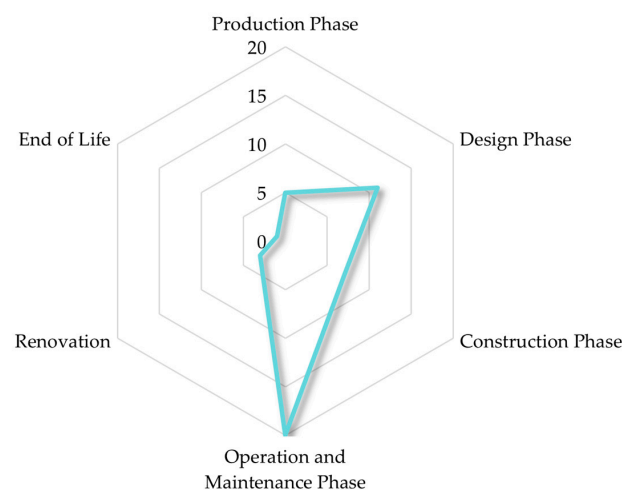 Production Phase
20
15
10
5
0
End of Life
Design Phase
Renovation
Construction Phase
Operation and
Maintenance Phase